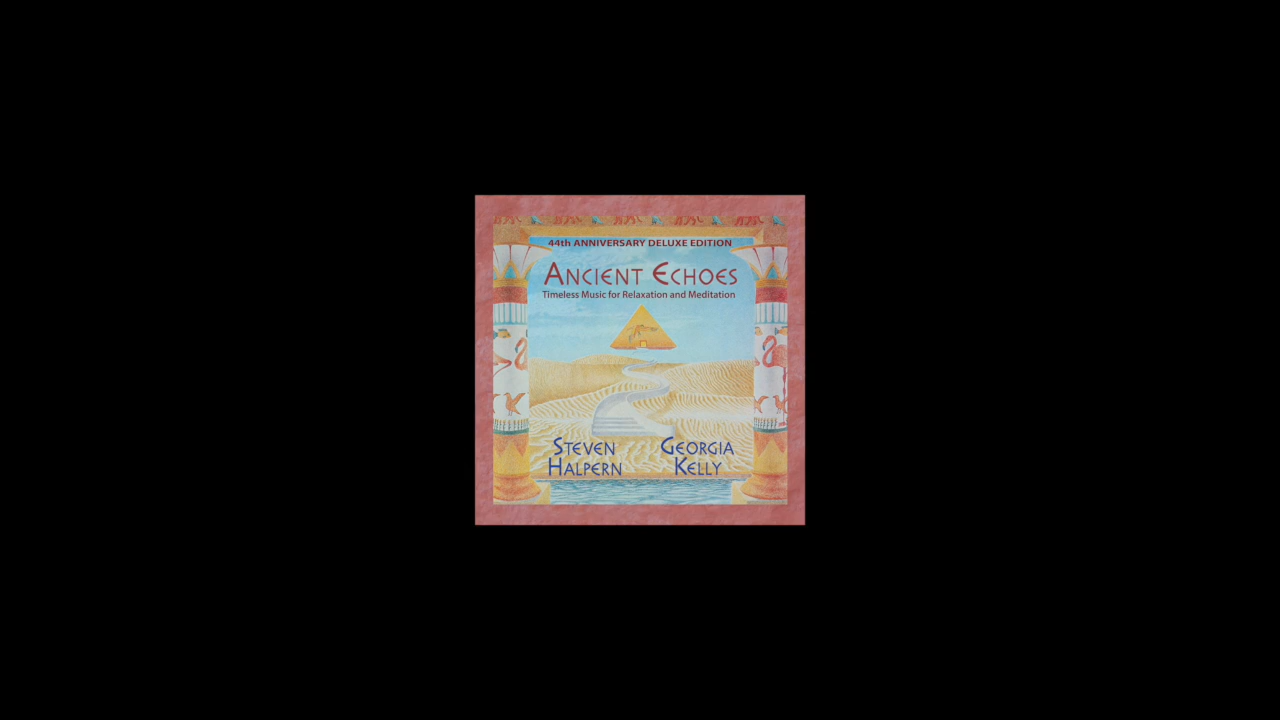 44th ANNIVERSARY DELUXE EDITION
ANCIENT ECHOES
Timeless Music for Relaxation and Meditation
STEVEN HALPERN
GEORGIA KELLY